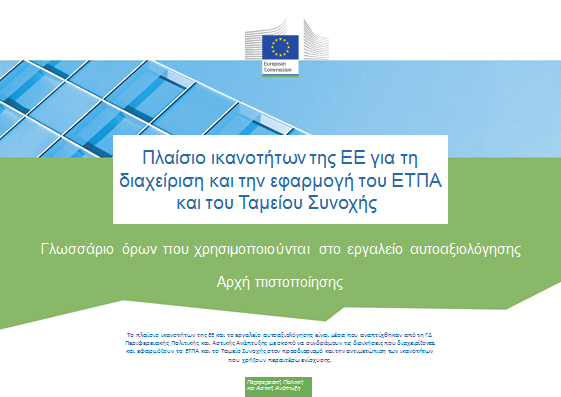 European
Commission
Πλαίσιο ικανοτήτων της ΕΕ για τη
διαχείριση και την εφαρμογή του ΕΤΠΑ
και του Ταμείου Συνοχής
Γλωσσάριο όρων που χρησιμοποιούνται στο εργαλείο αυτοαξιολόγησης
Αρχή πιστοποίησης
Το πλαίσιο ικανοτήτων της ΕΕ και το εργαλείο αυτοαξιολόγησης είναι μέσα που αναπτύχθηκαν από τη ΓΔ
Περιφερειακής Πολιτικής και Αστικής Ανάπτυξης με σκοπό να συνδράμουν τις διοικήσεις που διαχειρίζονται
και εφαρμόζουν το ΕΤΠΑ και το Ταμείο Συνοχής στον προσδιορισμό και την αντιμετώπιση των ικανοτήτων
που χρήζουν περαιτέρω ενίσχυσης.
Περιφερειακή Πολιτική
και Αστική Ανάπτυξη